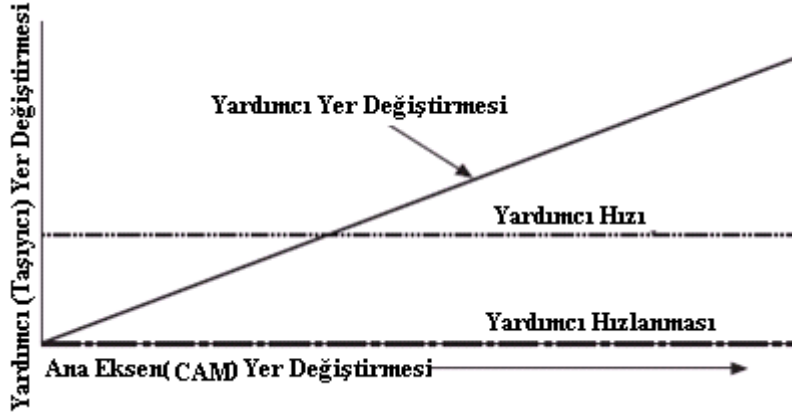 Yardımcı (Taşıyıcı) Yer Değiştirmesi
Yardımcı Yer Değiştirmesi
Yardımcı Hızı
Yardımcı Hızlanması
Ana Eksen(CAM) Yer Değiştirmesi